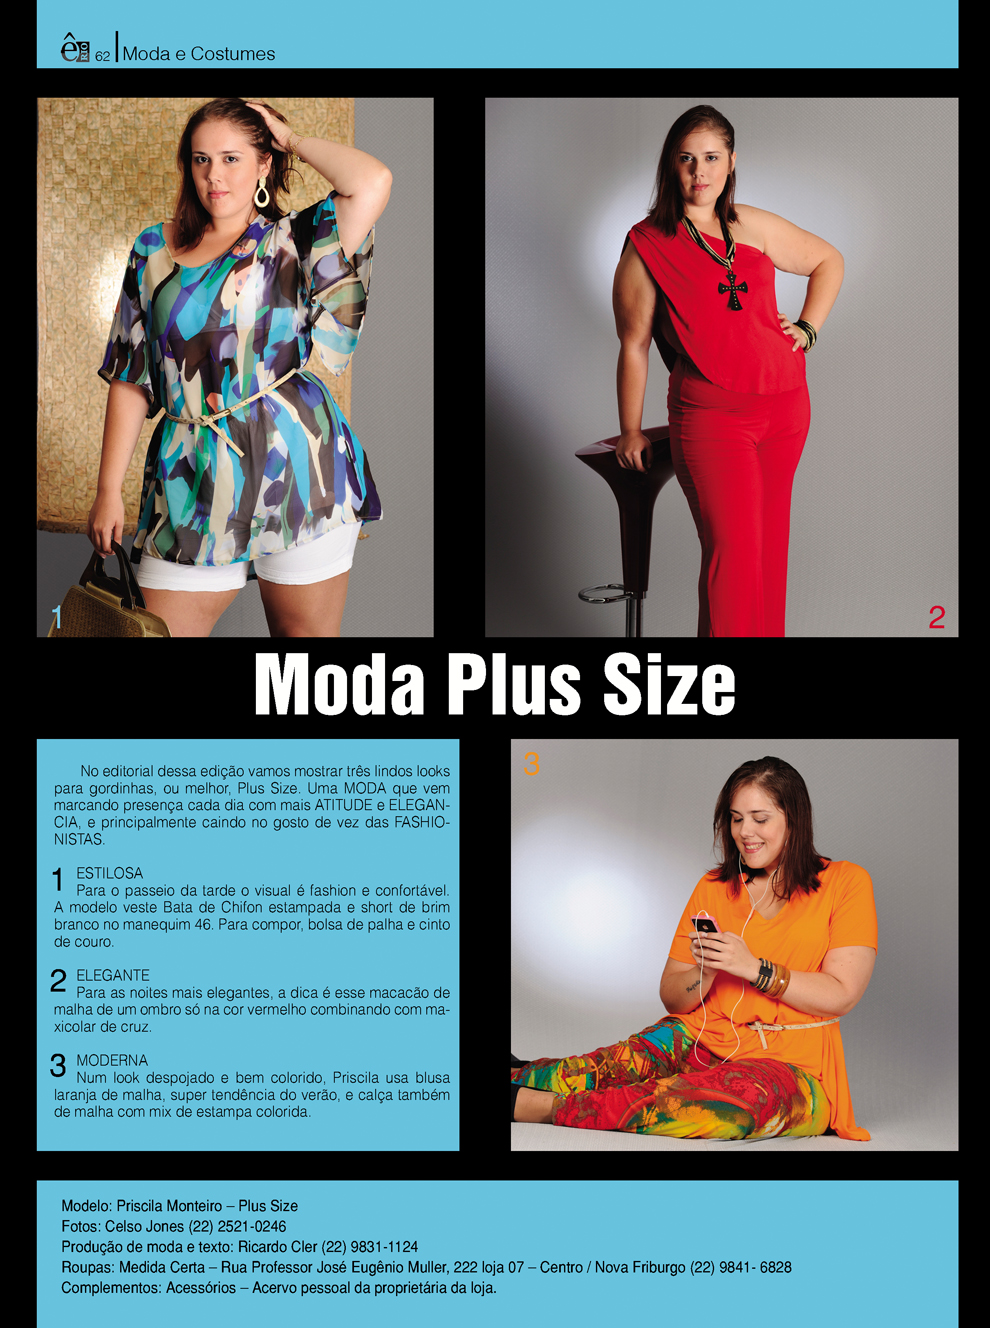 ê RIO 62 Moda e Costumes
1
2
Moda Plus Size
No editorial dessa edição vamos mostrar três lindos looks
para gordinhas, ou melhor, Plus Size. Uma MODA que vem
marcando presença cada dia com mais ATITUDE e ELEGAN-
CIA, e principalmente caindo no gosto de vez das FASHIO-
NISTAS.
1 ESTILOSA
Para o passeio da tarde o visual é fashion e confortável.
A modelo veste Bata de Chifon estampada e short de brim
branco no manequim 46. Para compor, bolsa de palha e cinto
de couro.
2 ELEGANTE
Para as noites mais elegantes, a dica é esse macacão de
malha de um ombro só na cor vermelho combinando com ma-
xicolar de cruz.
3 MODERNA
Num look despojado e bem colorido, Priscila usa blusa
laranja de malha, super tendência do verão, e calça também
de malha com mix de estampa colorida.
3
Modelo: Priscila Monteiro – Plus Size
Fotos: Celso Jones (22) 2521-0246
Produção de moda e texto: Ricardo Cler (22) 9831-1124
Roupas: Medida Certa – Rua Professor José Eugênio Muller, 222 loja 07 – Centro / Nova Friburgo (22) 9841- 6828
Complementos: Acessórios – Acervo pessoal da proprietária da loja.